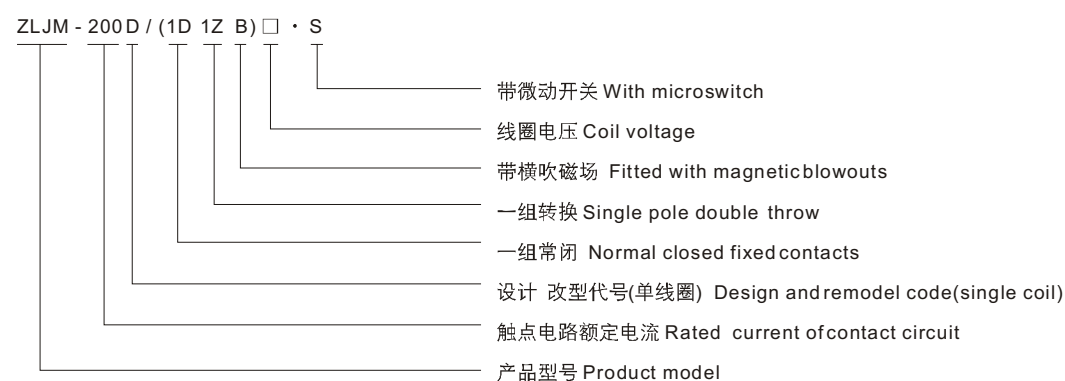 ZLJM - 200 D / (1D 1Z B) □ · S
带微动开关 With microswitch
线圈电压 Coil voltage
带横吹磁场 Fitted with magnetic blowouts
一组转换 Single pole double throw
一组常闭 Normal closed fixed contacts
设计 改型代号(单线圈) Design and remodel code(single coil)
触点电路额定电流 Rated current of contact circuit
产品型号 Product model